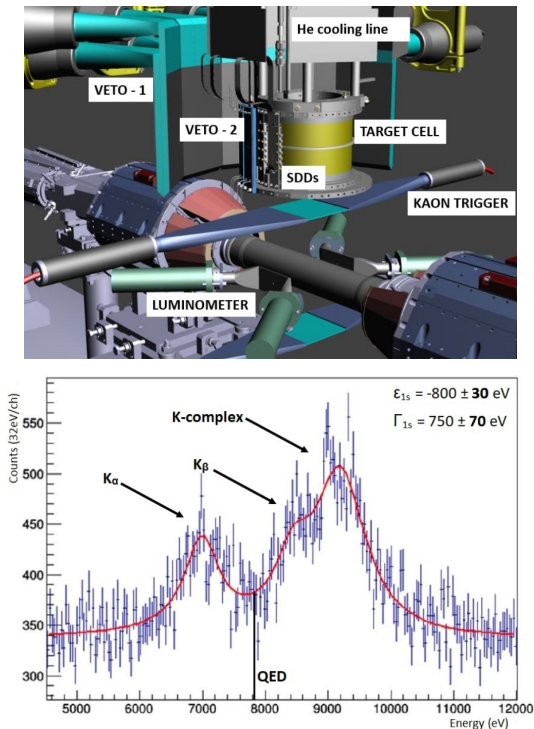 He cooling line
VETO - 1
VETO - 2
TARGET CELL
SDDs
KAON TRIGGER
LUMINOMETER
Counts (32eV/ch)
550
500
450
400
350
300
ε1s = -800 ± 30 eV
Γ1s = 750 ± 70 eV
K-complex
Kα
Kβ
QED
5000 6000 7000 8000 9000 10000 11000 12000
Energy (eV)